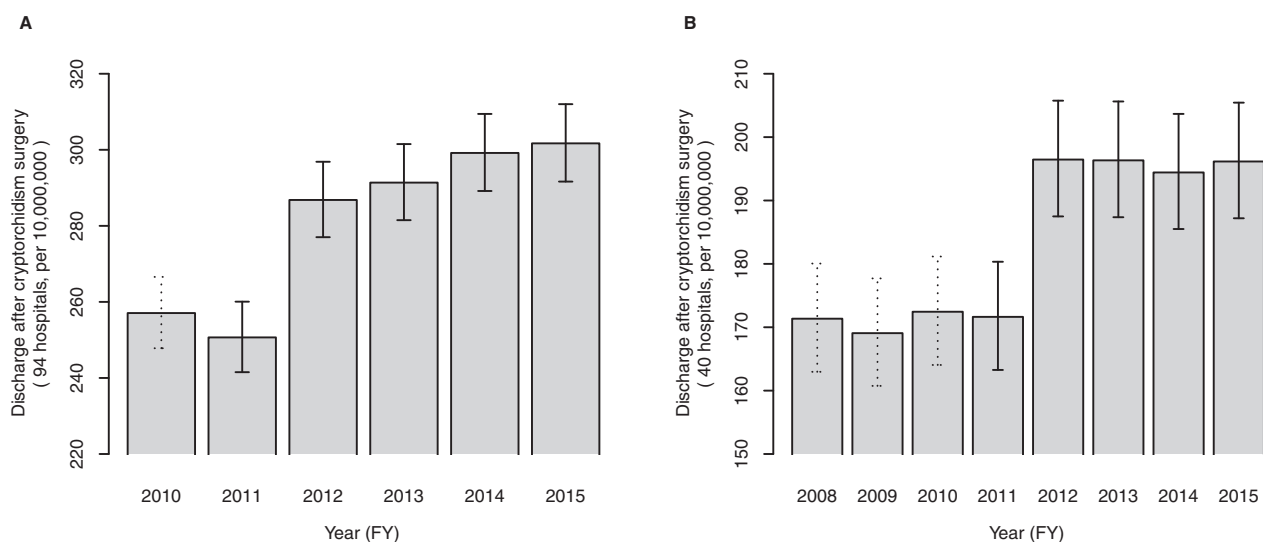 A
Discharge after cryptorchidism surgery
( 94 hospitals, per 10,000,000)
320
300
280
260
240
220
2010 2011 2012 2013 2014 2015
Year (FY)
B
Discharge after cryptorchidism surgery
( 40 hospitals, per 10,000,000)
210
200
190
180
170
160
150
2008 2009 2010 2011 2012 2013 2014 2015
Year (FY)